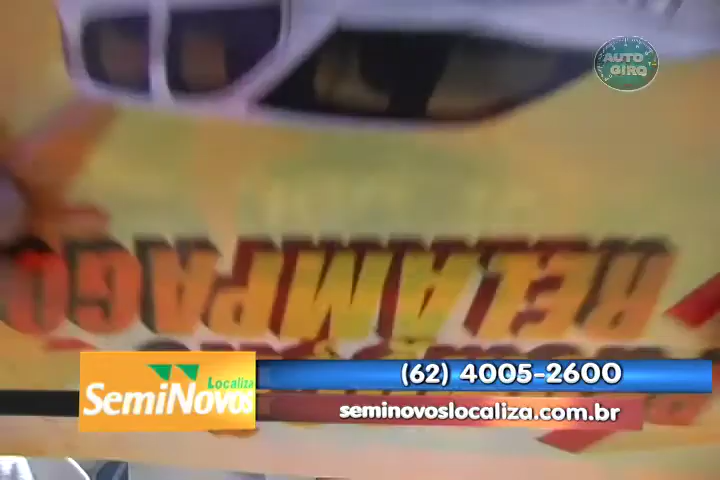 AUTO
GIRO
RELAMPAGO
Localiza
SemiNovos
(62) 4005-2600
seminovoslocaliza.com.br